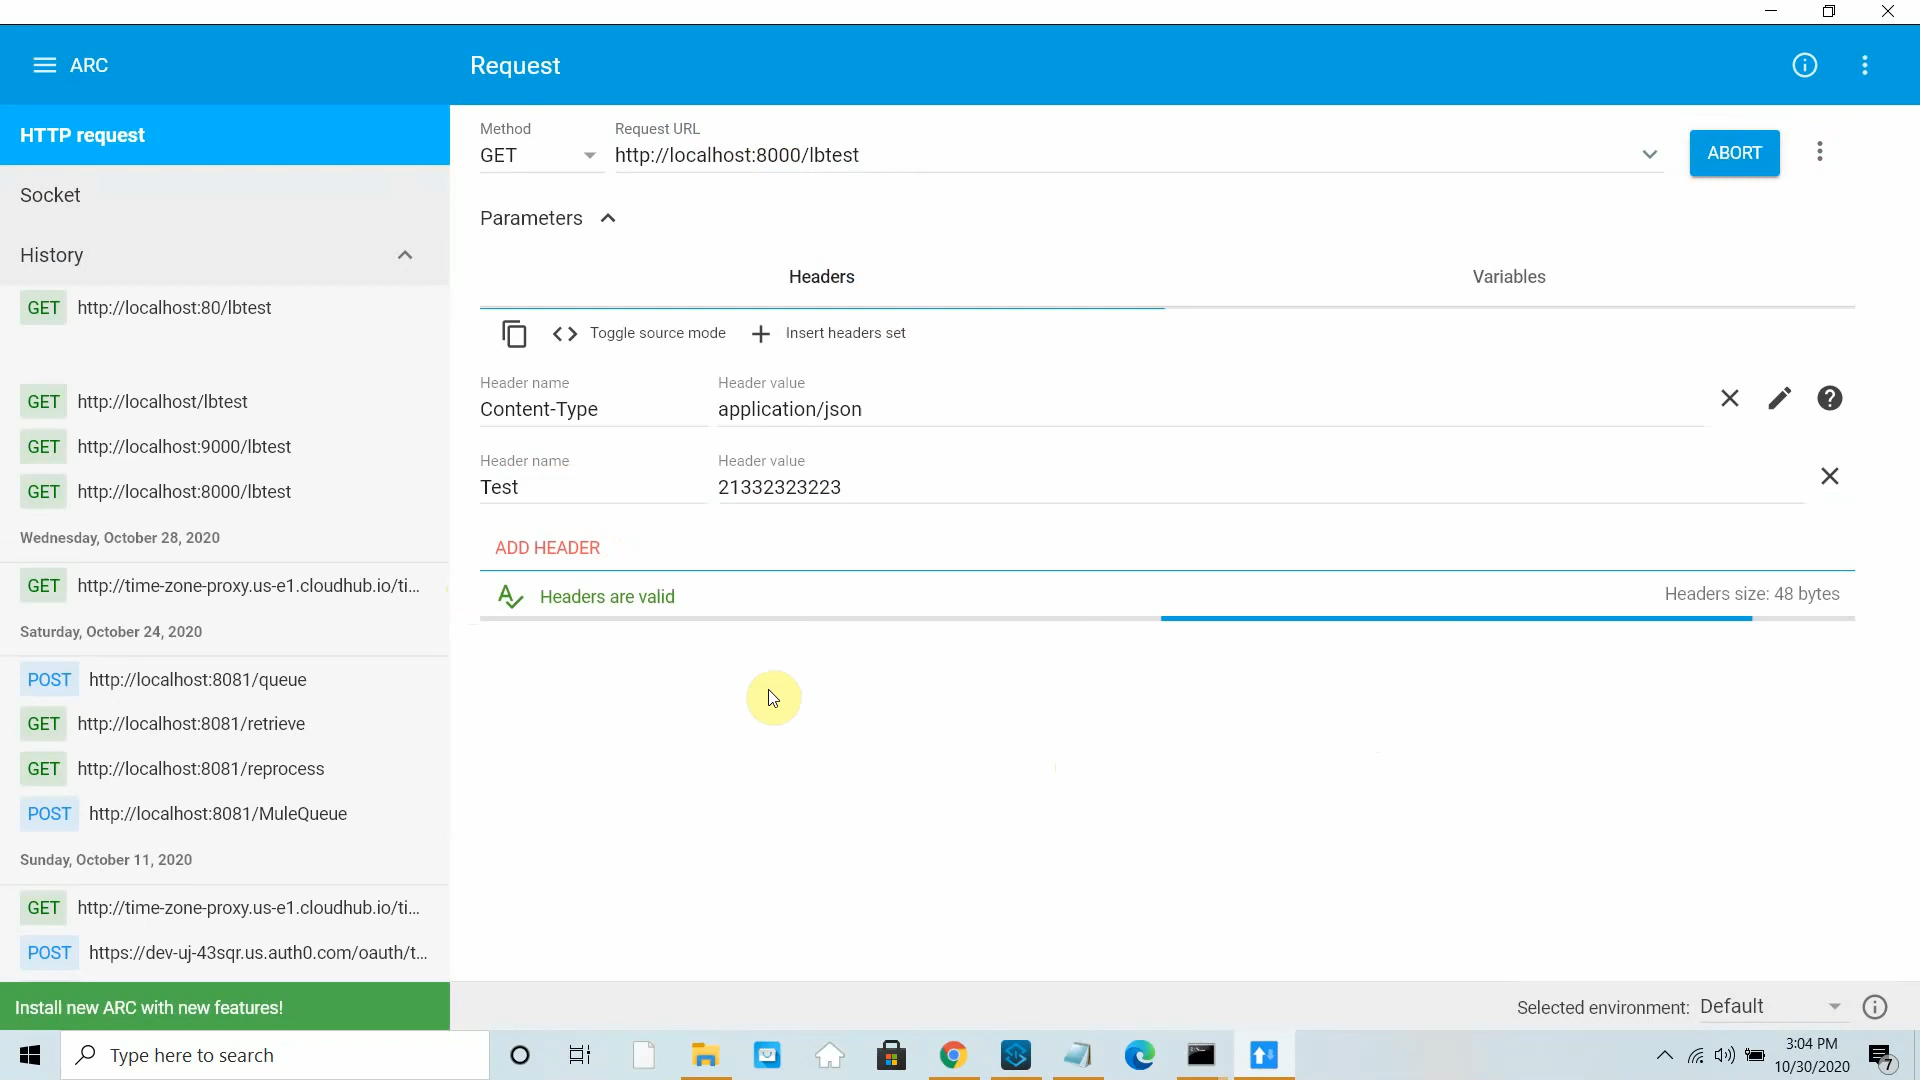 ARC
Request
HTTP request
Socket
History
GET http://localhost:80/lbtest
GET http://localhost/lbtest
GET http://localhost:9000/lbtest
GET http://localhost:8000/lbtest
Wednesday, October 28, 2020
GET http://time-zone-proxy.us-e1.cloudhub.io/ti...
Saturday, October 24, 2020
POST http://localhost:8081/queue
GET http://localhost:8081/retrieve
GET http://localhost:8081/reprocess
POST http://localhost:8081/MuleQueue
Sunday, October 11, 2020
GET http://time-zone-proxy.us-e1.cloudhub.io/ti...
POST https://dev-uj-43sqr.us.auth0.com/oauth/t...
Install new ARC with new features!
Method Request URL
GET http://localhost:8000/lbtest ABORT
Parameters
Headers Variables
Toggle source mode Insert headers set
Header name Header value
Content-Type application/json
Header name Header value
Test 21332323223
ADD HEADER
Headers are valid Headers size: 48 bytes
Selected environment: Default
Type here to search
3:04 PM
10/30/2020
7